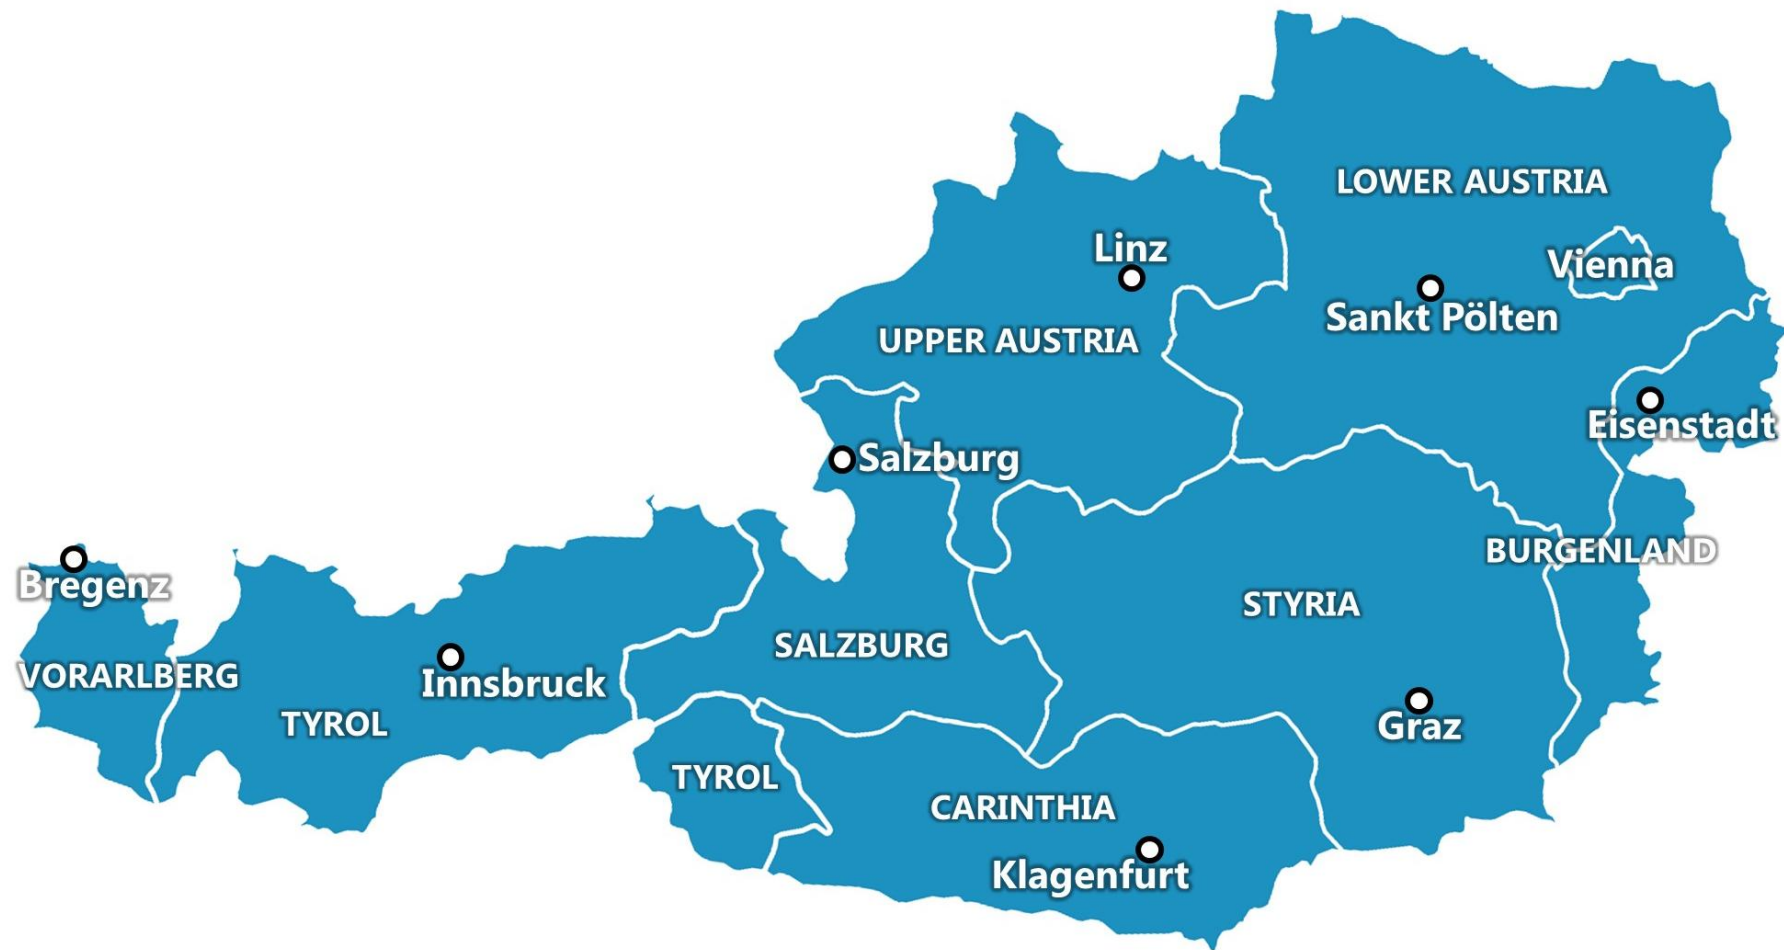 LOWER AUSTRIA
Linz
Vienna
Sankt Pölten
UPPER AUSTRIA
Eisenstadt
Salzburg
BURGENLAND
Bregenz
STYRIA
SALZBURG
VORARLBERG
Innsbruck
TYROL
Graz
TYROL
CARINTHIA
Klagenfurt